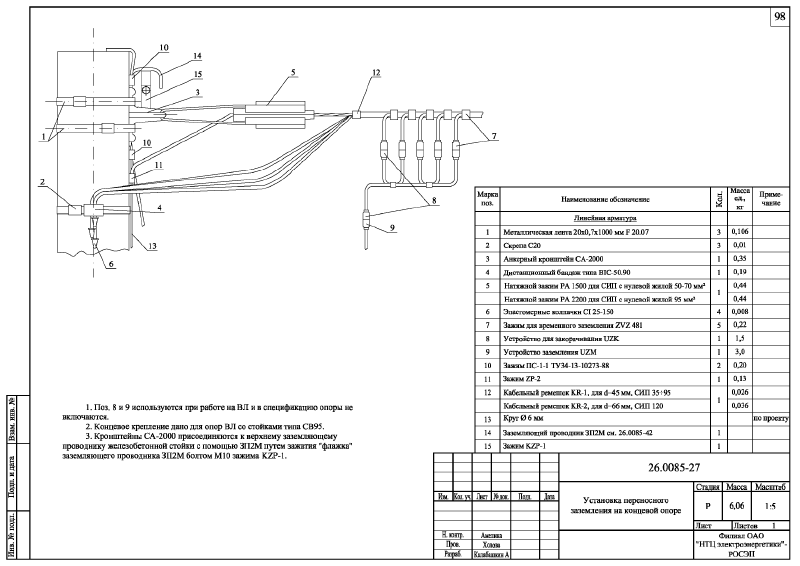 98
10
14
15
3
5
12
1
10
11
7
2
4
8
9
13
6
Марка поз. Наименование обозначение Кол. Масса ед., кг Приме- чание
Линейная арматура
1 Металлическая лента 20x0,7x1000 мм F 20.07 3 0,106
2 Скрепа С20 3 0,01
3 Анкерный кронштейн СА-2000 1 0,35
4 Дистанционный бандаж типа BIC-50.90 1 0,19
5 Натяжной зажим РА 1500 для СИП с нулевой жилой 50-70 мм² 1 0,44
Натяжной зажим РА 2200 для СИП с нулевой жилой 95 мм² 0,44
6 Эластомерные колпачки CI 25-150 4 0,008
7 Зажим для временного заземления ZVZ 481 5 0,22
8 Устройство для закорачивания UZK 1 1,5
9 Устройство заземления UZM 1 3,0
10 Зажим ПС-1-1 ТУ34-13-10273-88 2 0,20
11 Зажим ZP-2 1 0,13
12 Кабельный ремешок KR-1, для d=45 мм, СИП 35÷95 1 0,026
Кабельный ремешок KR-2, для d=66 мм, СИП 120 0,036
13 Круг Ø 6 мм по проекту
14 Заземляющий проводник ЗП2М см. 26.0085-42 1
15 Зажим KZP-1 1
1. Поз. 8 и 9 используются при работе на ВЛ и в спецификацию опоры не
включаются.
2. Концевое крепление дано для опор ВЛ со стойками типа СВ95.
3. Кронштейны СА-2000 присоединяются к верхнему заземляющему
проводнику железобетонной стойки с помощью ЗП2М путем зажатия "флажка"
заземляющего проводника ЗП2М болтом М10 зажима KZP-1.
Взам. инв. №
Подп. и дата
Инв. № подл.
26.0085-27
Изм. Кол. уч. Лист № док. Подп. Дата
Установка переносного
заземления на концевой опоре
Стадия Масса Масштаб
Р 6,06 1:5
Лист Листов 1
Н. контр. Амелина
Пров. Холова
Разраб. Калабашкин А
Филиал ОАО
"НТЦ электроэнергетики"-
РОСЭП